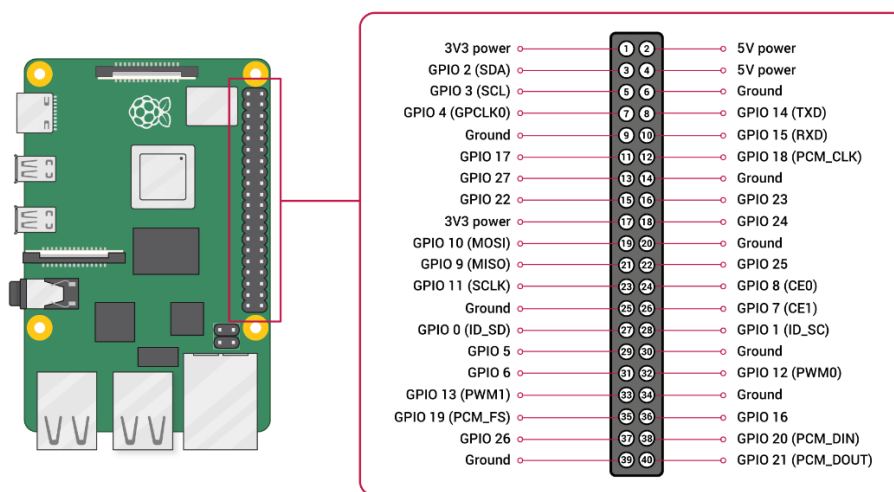 3V3 power 1 2 5V power
GPIO 2 (SDA) 3 4 5V power
GPIO 3 (SCL) 5 6 Ground
GPIO 4 (GPCLK0) 7 8 GPIO 14 (TXD)
Ground 9 10 GPIO 15 (RXD)
GPIO 17 11 12 GPIO 18 (PCM_CLK)
GPIO 27 13 14 Ground
GPIO 22 15 16 GPIO 23
3V3 power 17 18 GPIO 24
GPIO 10 (MOSI) 19 20 Ground
GPIO 9 (MISO) 21 22 GPIO 25
GPIO 11 (SCLK) 23 24 GPIO 8 (CE0)
Ground 25 26 GPIO 7 (CE1)
GPIO 0 (ID_SD) 27 28 GPIO 1 (ID_SC)
GPIO 5 29 30 Ground
GPIO 6 31 32 GPIO 12 (PWM0)
GPIO 13 (PWM1) 33 34 Ground
GPIO 19 (PCM_FS) 35 36 GPIO 16
GPIO 26 37 38 GPIO 20 (PCM_DIN)
Ground 39 40 GPIO 21 (PCM_DOUT)